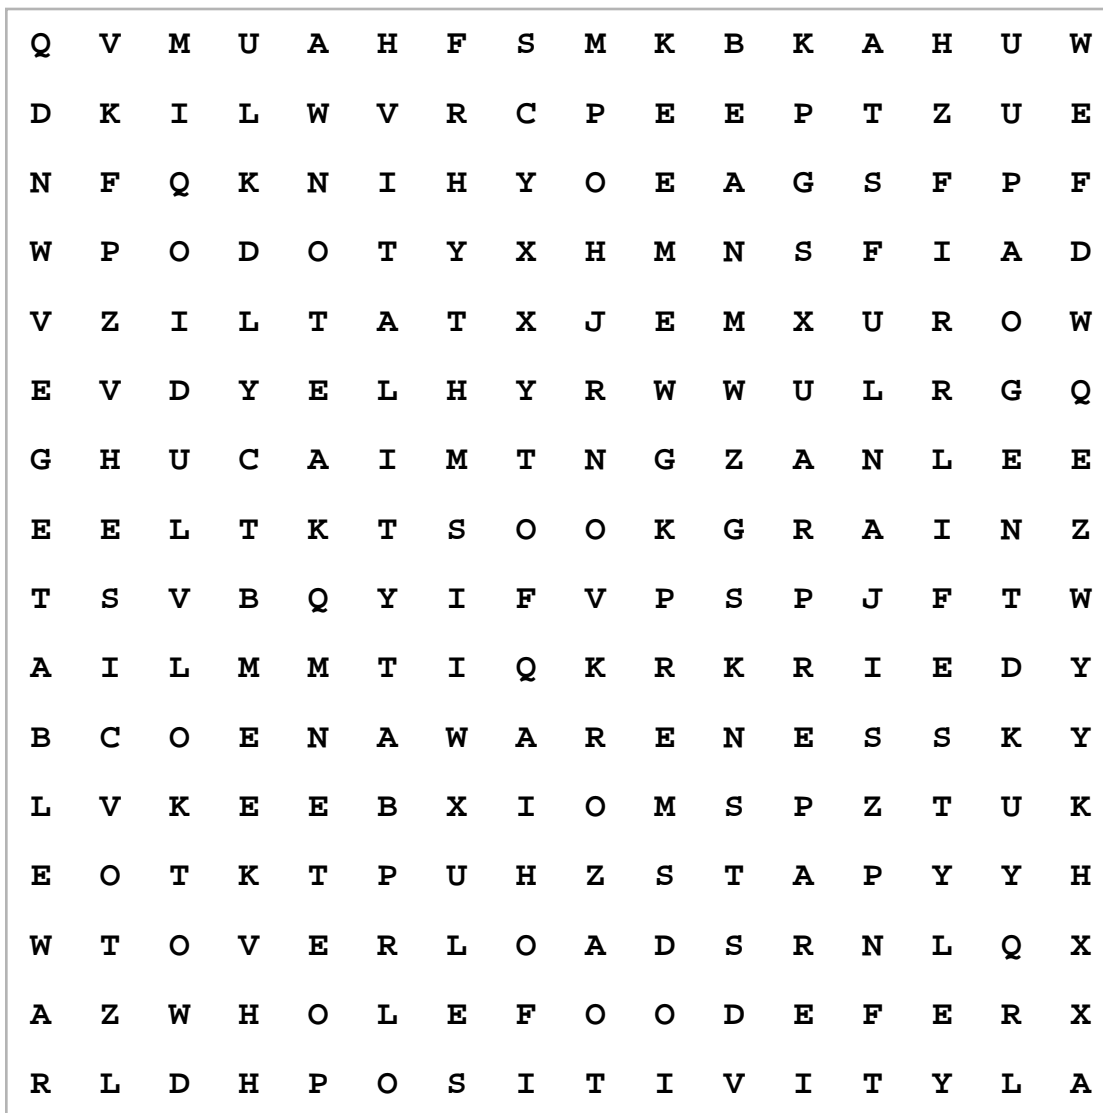 Q V M U A H F S M K B K A H U W
D K I L W V R C P E E P T Z U E
N F Q K N I H Y O E A G S F P F
W P O D O T Y X H M N S F I A D
V Z I L T A T X J E M X U R O W
E V D Y E L H Y R W W U L R G Q
G H U C A I M T N G Z A N L E E
E E L T K T S O O K G R A I N Z
T S V B Q Y I F V P S P J F T W
A I L M M T I Q K R K R I E D Y
B C O E N A W A R E N E S S K Y
L V K E E B X I O M S P Z T U K
E O T K T P U H Z S T A P Y Y H
W T O V E R L O A D S R N L Q X
A Z W H O L E F O O D E F E R X
R L D H P O S I T I V I T Y L A